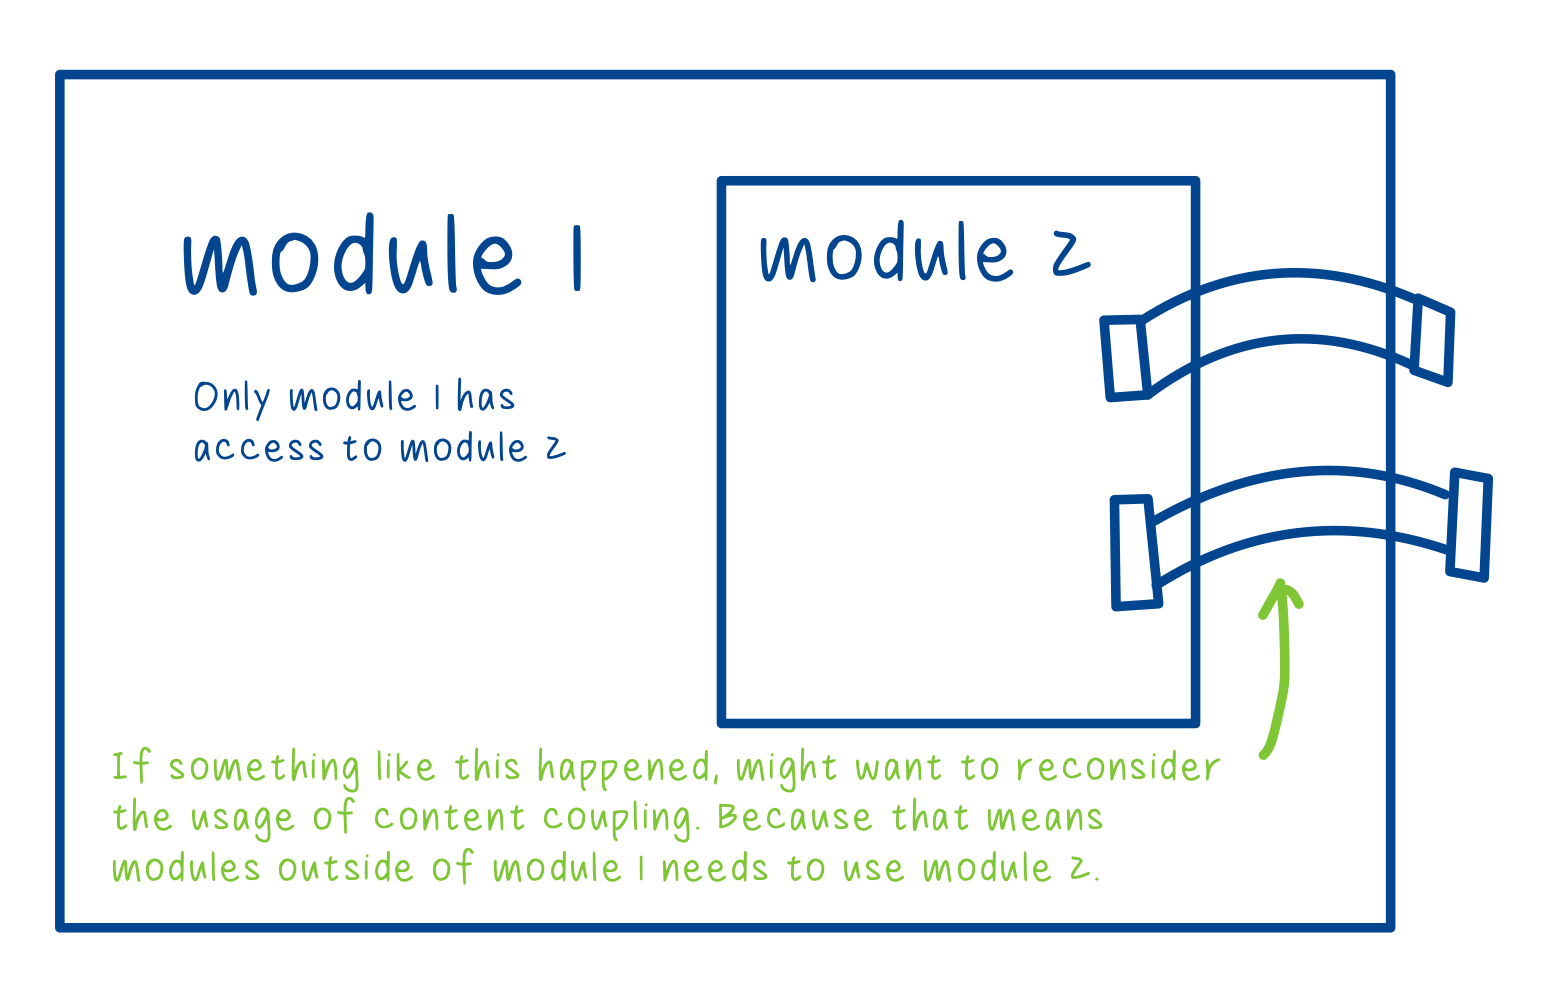 module 1
module 2
Only module 1 has
access to module 2
If something like this happened, might want to reconsider
the usage of content coupling. Because that means
modules outside of module 1 needs to use module 2.